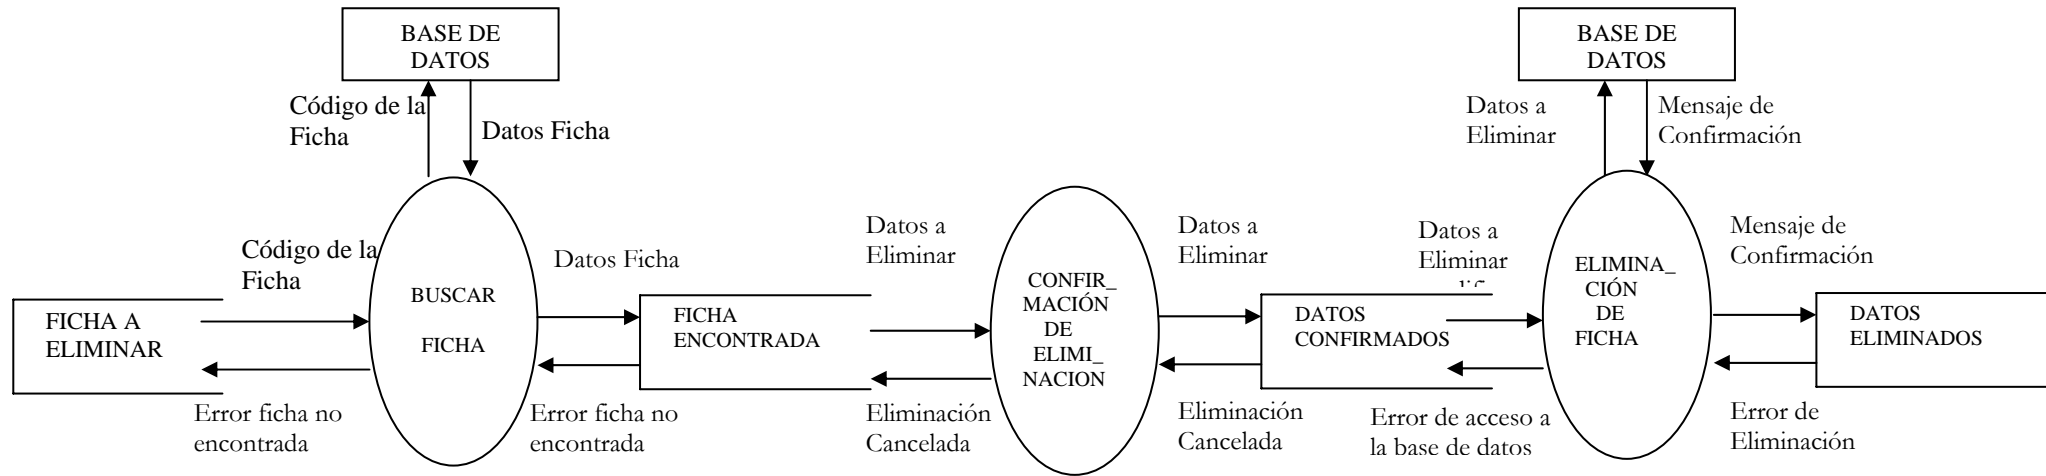 BASE DE
DATOS
Código de la
Ficha
Datos Ficha
BASE DE
DATOS
Datos a
Eliminar
Mensaje de
Confirmación
FICHA A
ELIMINAR
Código de la
Ficha
Error ficha no
encontrada
BUSCAR
FICHA
Datos Ficha
Error ficha no
encontrada
FICHA
ENCONTRADA
Datos a
Eliminar
Eliminación
Cancelada
CONFIR_
MACIÓN
DE
ELIMI_
NACION
Datos a
Eliminar
Eliminación
Cancelada
DATOS
CONFIRMADOS
Datos a
Eliminar
Error de acceso a
la base de datos
ELIMINA_
CIÓN
DE
FICHA
Mensaje de
Confirmación
Error de
Eliminación
DATOS
ELIMINADOS